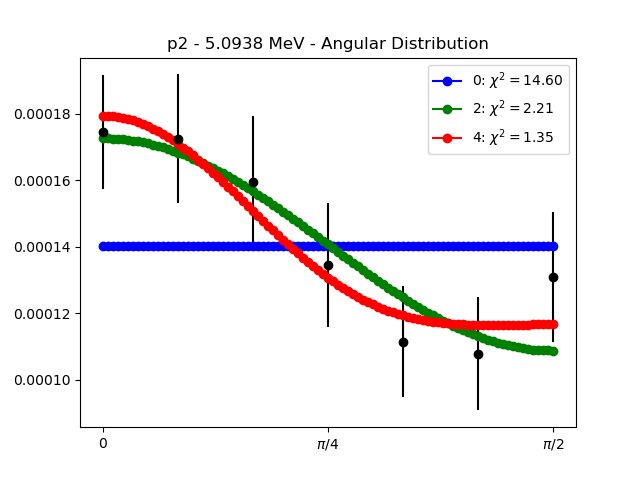 p2 - 5.0938 MeV - Angular Distribution
0: χ² = 14.60
2: χ² = 2.21
4: χ² = 1.35
0.00018
0.00016
0.00014
0.00012
0.00010
0
π/4
π/2